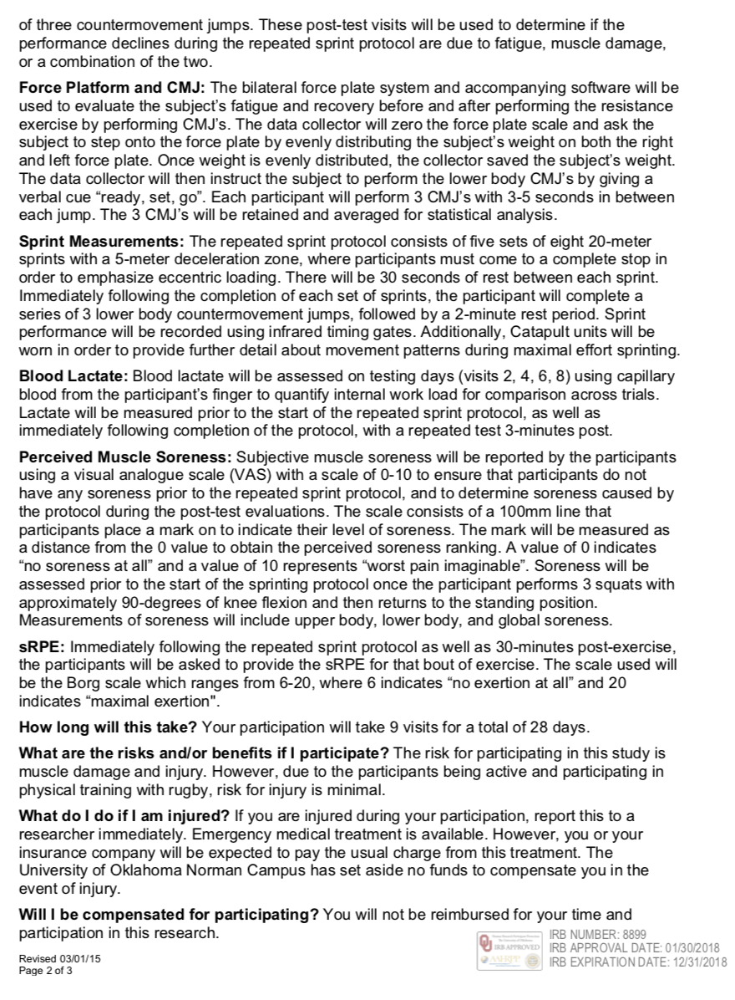 of three countermovement jumps. These post-test visits will be used to determine if the
performance declines during the repeated sprint protocol are due to fatigue, muscle damage,
or a combination of the two.
Force Platform and CMJ: The bilateral force plate system and accompanying software will be
used to evaluate the subject's fatigue and recovery before and after performing the resistance
exercise by performing CMJ's. The data collector will zero the force plate scale and ask the
subject to step onto the force plate by evenly distributing the subject's weight on both the right
and left force plate. Once weight is evenly distributed, the collector saved the subject's weight.
The data collector will then instruct the subject to perform the lower body CMJ's by giving a
verbal cue “ready, set, go”. Each participant will perform 3 CMJ's with 3-5 seconds in between
each jump. The 3 CMJ's will be retained and averaged for statistical analysis.
Sprint Measurements: The repeated sprint protocol consists of five sets of eight 20-meter
sprints with a 5-meter deceleration zone, where participants must come to a complete stop in
order to emphasize eccentric loading. There will be 30 seconds of rest between each sprint.
Immediately following the completion of each set of sprints, the participant will complete a
series of 3 lower body countermovement jumps, followed by a 2-minute rest period. Sprint
performance will be recorded using infrared timing gates. Additionally, Catapult units will be
worn in order to provide further detail about movement patterns during maximal effort sprinting.
Blood Lactate: Blood lactate will be assessed on testing days (visits 2, 4, 6, 8) using capillary
blood from the participant's finger to quantify internal work load for comparison across trials.
Lactate will be measured prior to the start of the repeated sprint protocol, as well as
immediately following completion of the protocol, with a repeated test 3-minutes post.
Perceived Muscle Soreness: Subjective muscle soreness will be reported by the participants
using a visual analogue scale (VAS) with a scale of 0-10 to ensure that participants do not
have any soreness prior to the repeated sprint protocol, and to determine soreness caused by
the protocol during the post-test evaluations. The scale consists of a 100mm line that
participants place a mark on to indicate their level of soreness. The mark will be measured as
a distance from the 0 value to obtain the perceived soreness ranking. A value of 0 indicates
“no soreness at all” and a value of 10 represents “worst pain imaginable”. Soreness will be
assessed prior to the start of the sprinting protocol once the participant performs 3 squats with
approximately 90-degrees of knee flexion and then returns to the standing position.
Measurements of soreness will include upper body, lower body, and global soreness.
sRPE: Immediately following the repeated sprint protocol as well as 30-minutes post-exercise,
the participants will be asked to provide the sRPE for that bout of exercise. The scale used will
be the Borg scale which ranges from 6-20, where 6 indicates “no exertion at all” and 20
indicates “maximal exertion".
How long will this take? Your participation will take 9 visits for a total of 28 days.
What are the risks and/or benefits if I participate? The risk for participating in this study is
muscle damage and injury. However, due to the participants being active and participating in
physical training with rugby, risk for injury is minimal.
What do I do if I am injured? If you are injured during your participation, report this to a
researcher immediately. Emergency medical treatment is available. However, you or your
insurance company will be expected to pay the usual charge from this treatment. The
University of Oklahoma Norman Campus has set aside no funds to compensate you in the
event of injury.
Will I be compensated for participating? You will not be reimbursed for your time and
participation in this research.
IRB APPROVED
IRB NUMBER: 8899
IRB APPROVAL DATE: 01/30/2018
IRB EXPIRATION DATE: 12/31/2018
Revised 03/01/15
Page 2 of 3